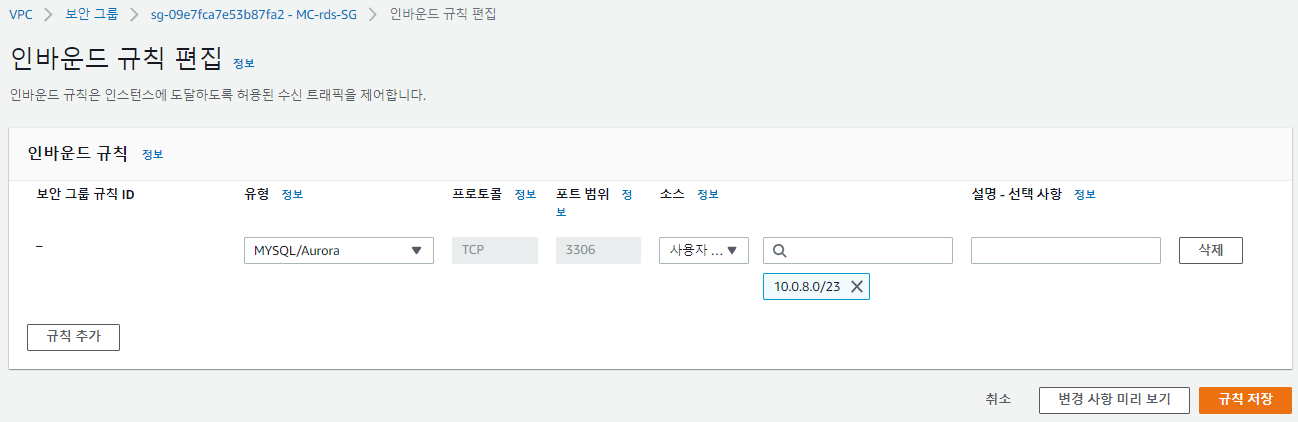 VPC > 보안 그룹 > sg-09e7fca7e53b87fa2 - MC-rds-SG > 인바운드 규칙 편집
인바운드 규칙 편집 정보
인바운드 규칙은 인스턴스에 도달하도록 허용된 수신 트래픽을 제어합니다.
인바운드 규칙 정보
보안 그룹 규칙 ID 유형 정보 프로토콜 정보 포트 범위 정
보 소스 정보 설명 - 선택 사항 정보
– MYSQL/Aurora TCP 3306 사용자 ... 삭제
10.0.8.0/23
규칙 추가
취소 변경 사항 미리 보기 규칙 저장